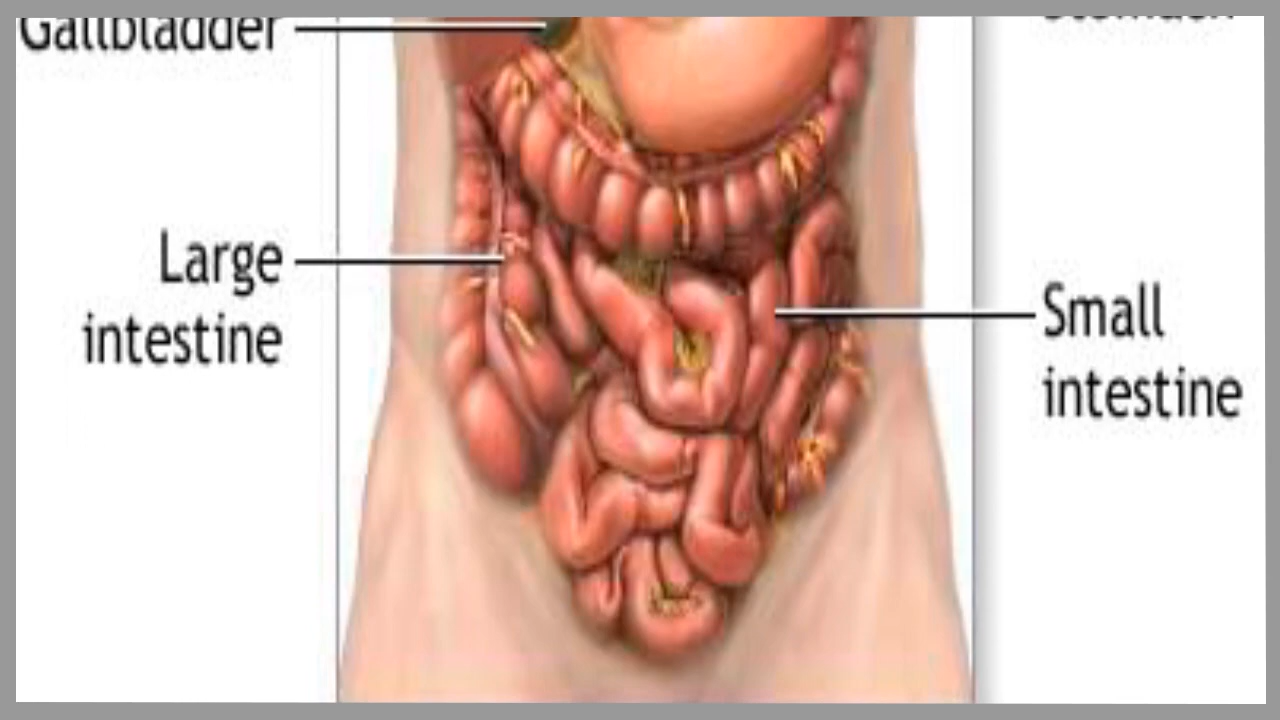 Gallbladder
Large
intestine
Small
intestine